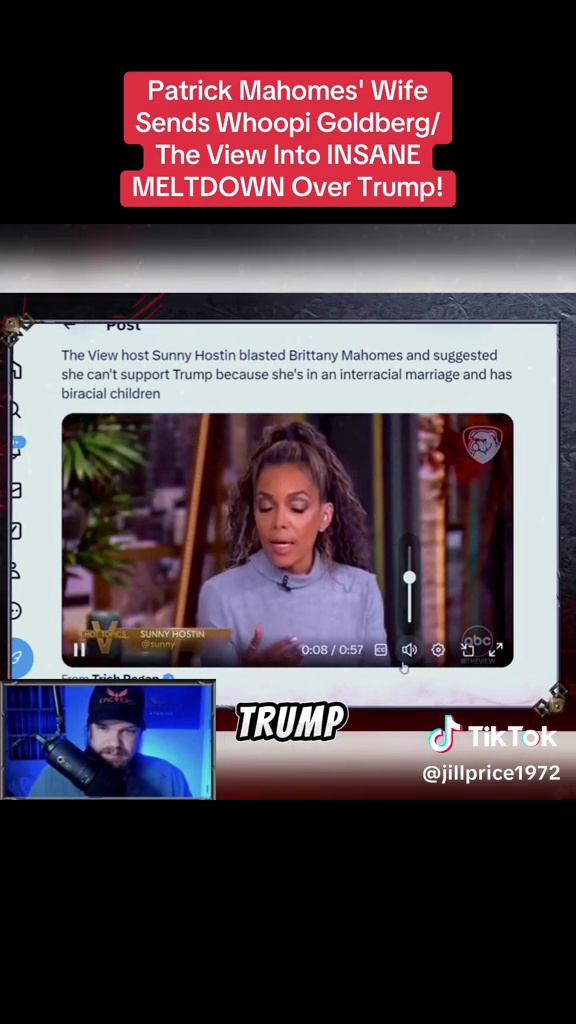 Patrick Mahomes' Wife
Sends Whoopi Goldberg/
The View Into INSANE
MELTDOWN Over Trump!
Post
The View host Sunny Hostin blasted Brittany Mahomes and suggested
she can't support Trump because she's in an interracial marriage and has
biracial children
HOT TOPICS
V
SUNNY HOSTIN
@sunny
0:08 / 0:57
abc
@THEVIEW
From Trish Regan
TRUMP
TikTok
@jillprice1972